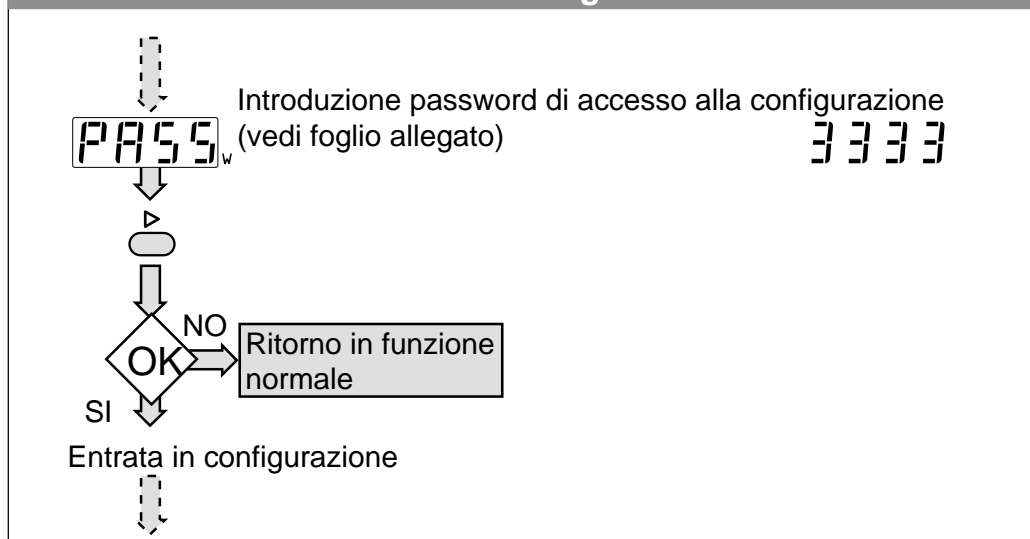 Introduzione password di accesso alla configurazione
PASS w (vedi foglio allegato) 3333
NO
OK
Ritorno in funzione
normale
SI
Entrata in configurazione